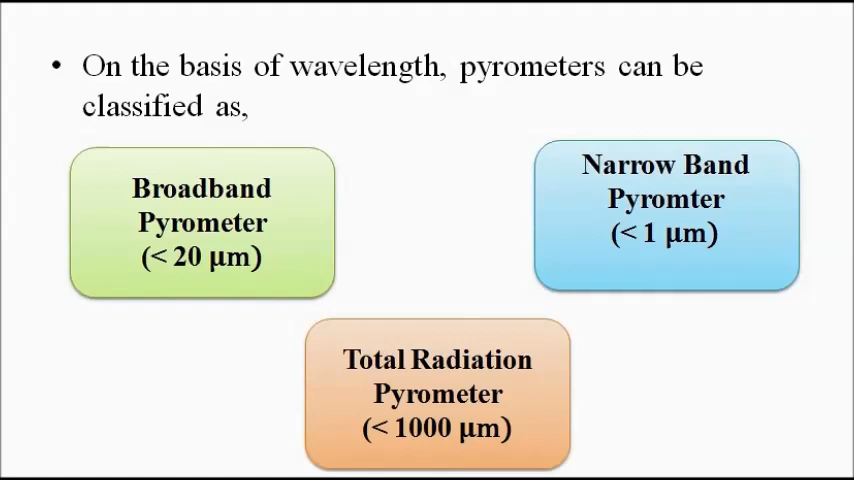 • On the basis of wavelength, pyrometers can be
classified as,
Broadband
Pyrometer
(< 20 μm)
Narrow Band
Pyromter
(< 1 μm)
Total Radiation
Pyrometer
(< 1000 μm)